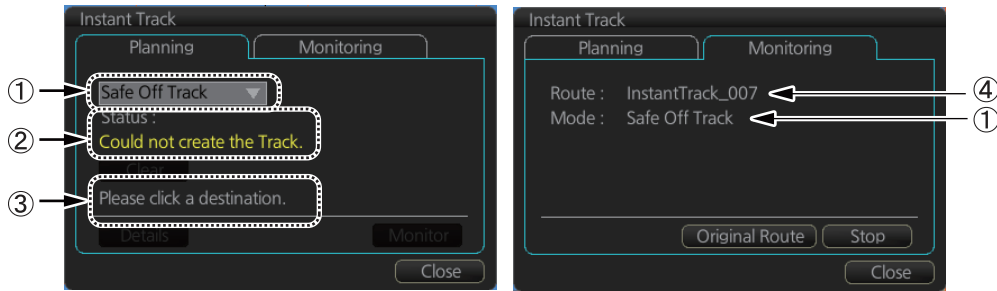 Instant Track
Planning Monitoring
① Safe Off Track
Status :
② Could not create the Track.
Clear
③ Please click a destination.
Details Monitor
Close
Instant Track
Planning Monitoring
Route : InstantTrack_007 ④
Mode : Safe Off Track ①
Original Route Stop
Close